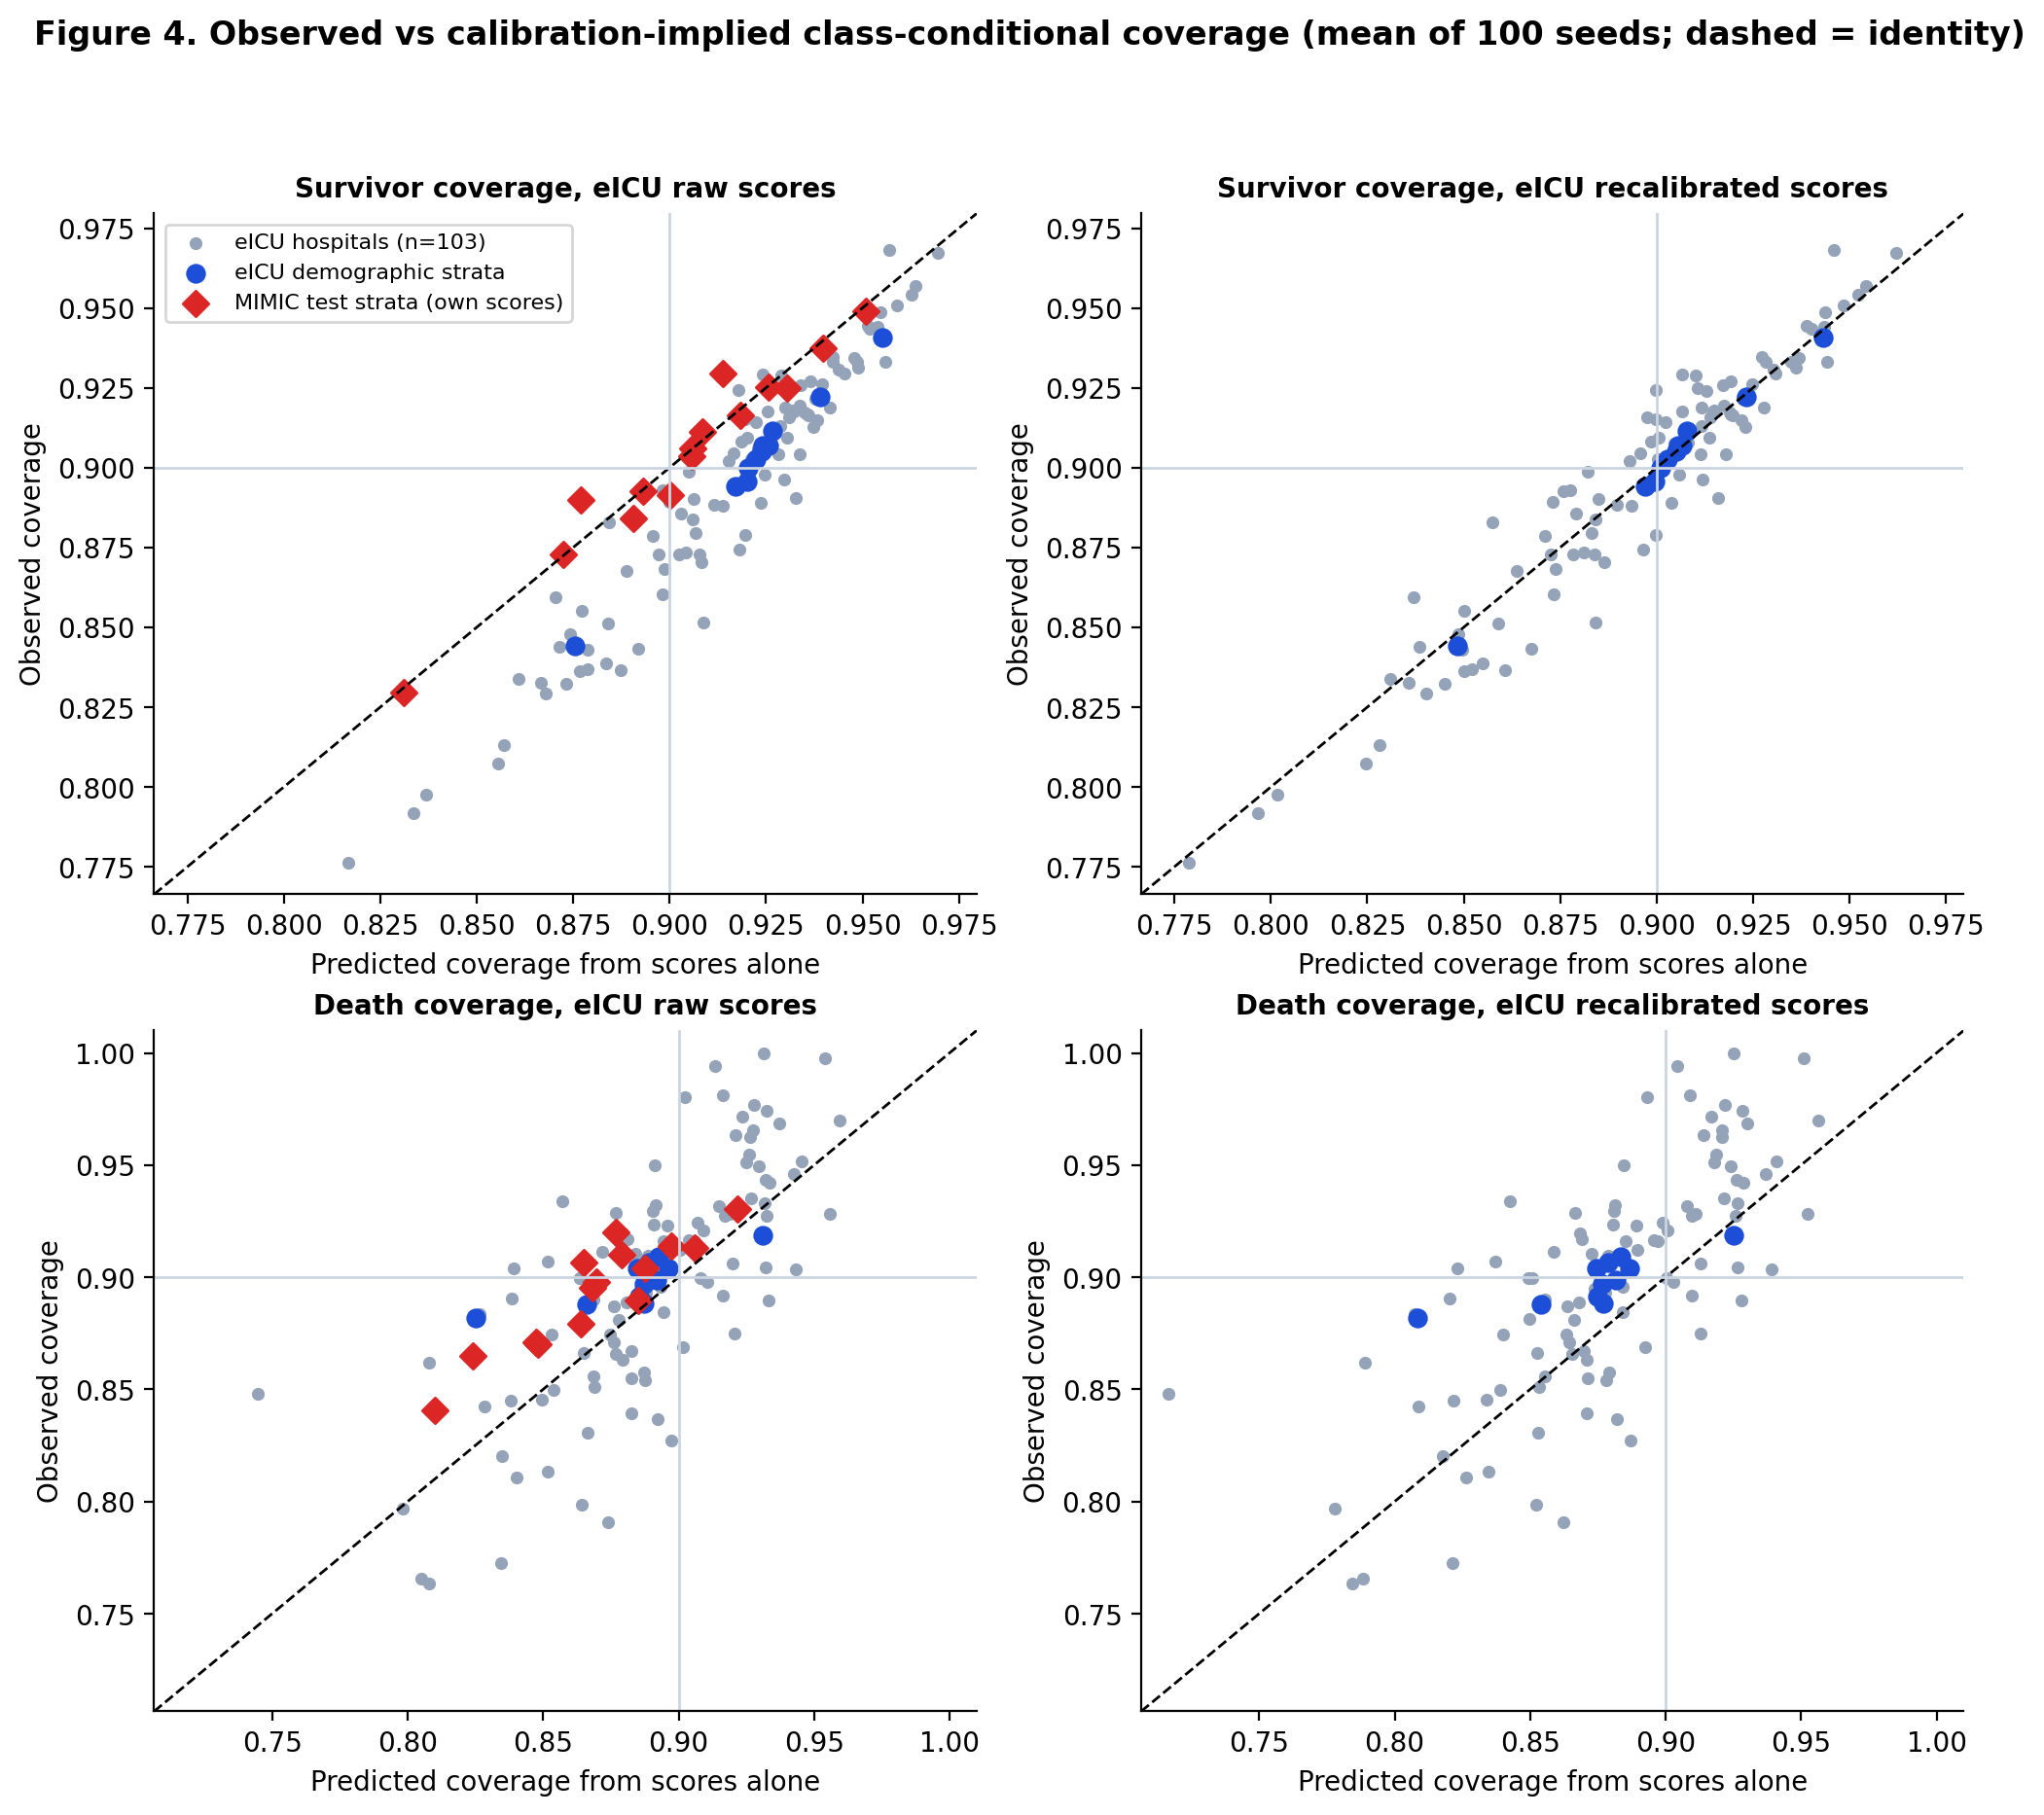 Figure 4. Observed vs calibration-implied class-conditional coverage (mean of 100 seeds; dashed = identity)
Survivor coverage, eICU raw scores
eICU hospitals (n=103)
eICU demographic strata
MIMIC test strata (own scores)
Observed coverage
0.975
0.950
0.925
0.900
0.875
0.850
0.825
0.800
0.775
0.775 0.800 0.825 0.850 0.875 0.900 0.925 0.950 0.975
Predicted coverage from scores alone
Survivor coverage, eICU recalibrated scores
Observed coverage
0.975
0.950
0.925
0.900
0.875
0.850
0.825
0.800
0.775
0.775 0.800 0.825 0.850 0.875 0.900 0.925 0.950 0.975
Predicted coverage from scores alone
Death coverage, eICU raw scores
Observed coverage
1.00
0.95
0.90
0.85
0.80
0.75
0.75 0.80 0.85 0.90 0.95 1.00
Predicted coverage from scores alone
Death coverage, eICU recalibrated scores
Observed coverage
1.00
0.95
0.90
0.85
0.80
0.75
0.75 0.80 0.85 0.90 0.95 1.00
Predicted coverage from scores alone